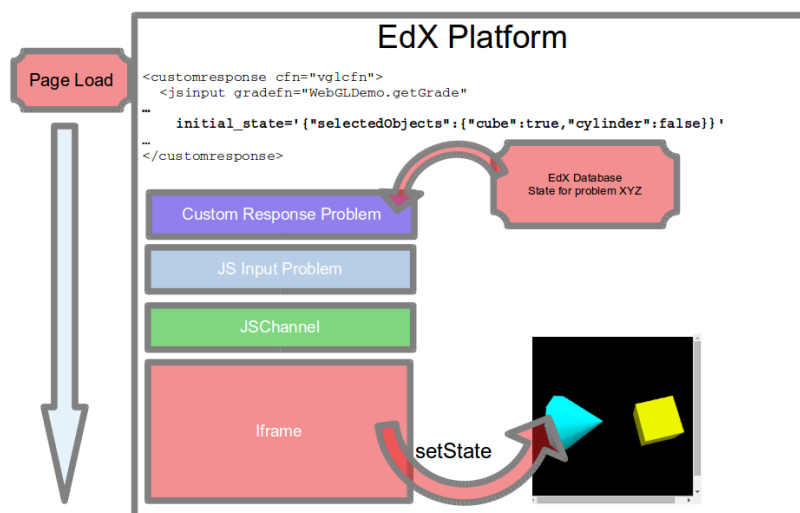 EdX Platform
Page Load
<customresponse cfn="vglcfn">
<jsinput gradefn="WebGLDemo.getGrade"
…
initial_state='{"selectedObjects":{"cube":true,"cylinder":false}}'
…
</customresponse>
EdX Database
State for problem XYZ
Custom Response Problem
JS Input Problem
JSChannel
Iframe
setState